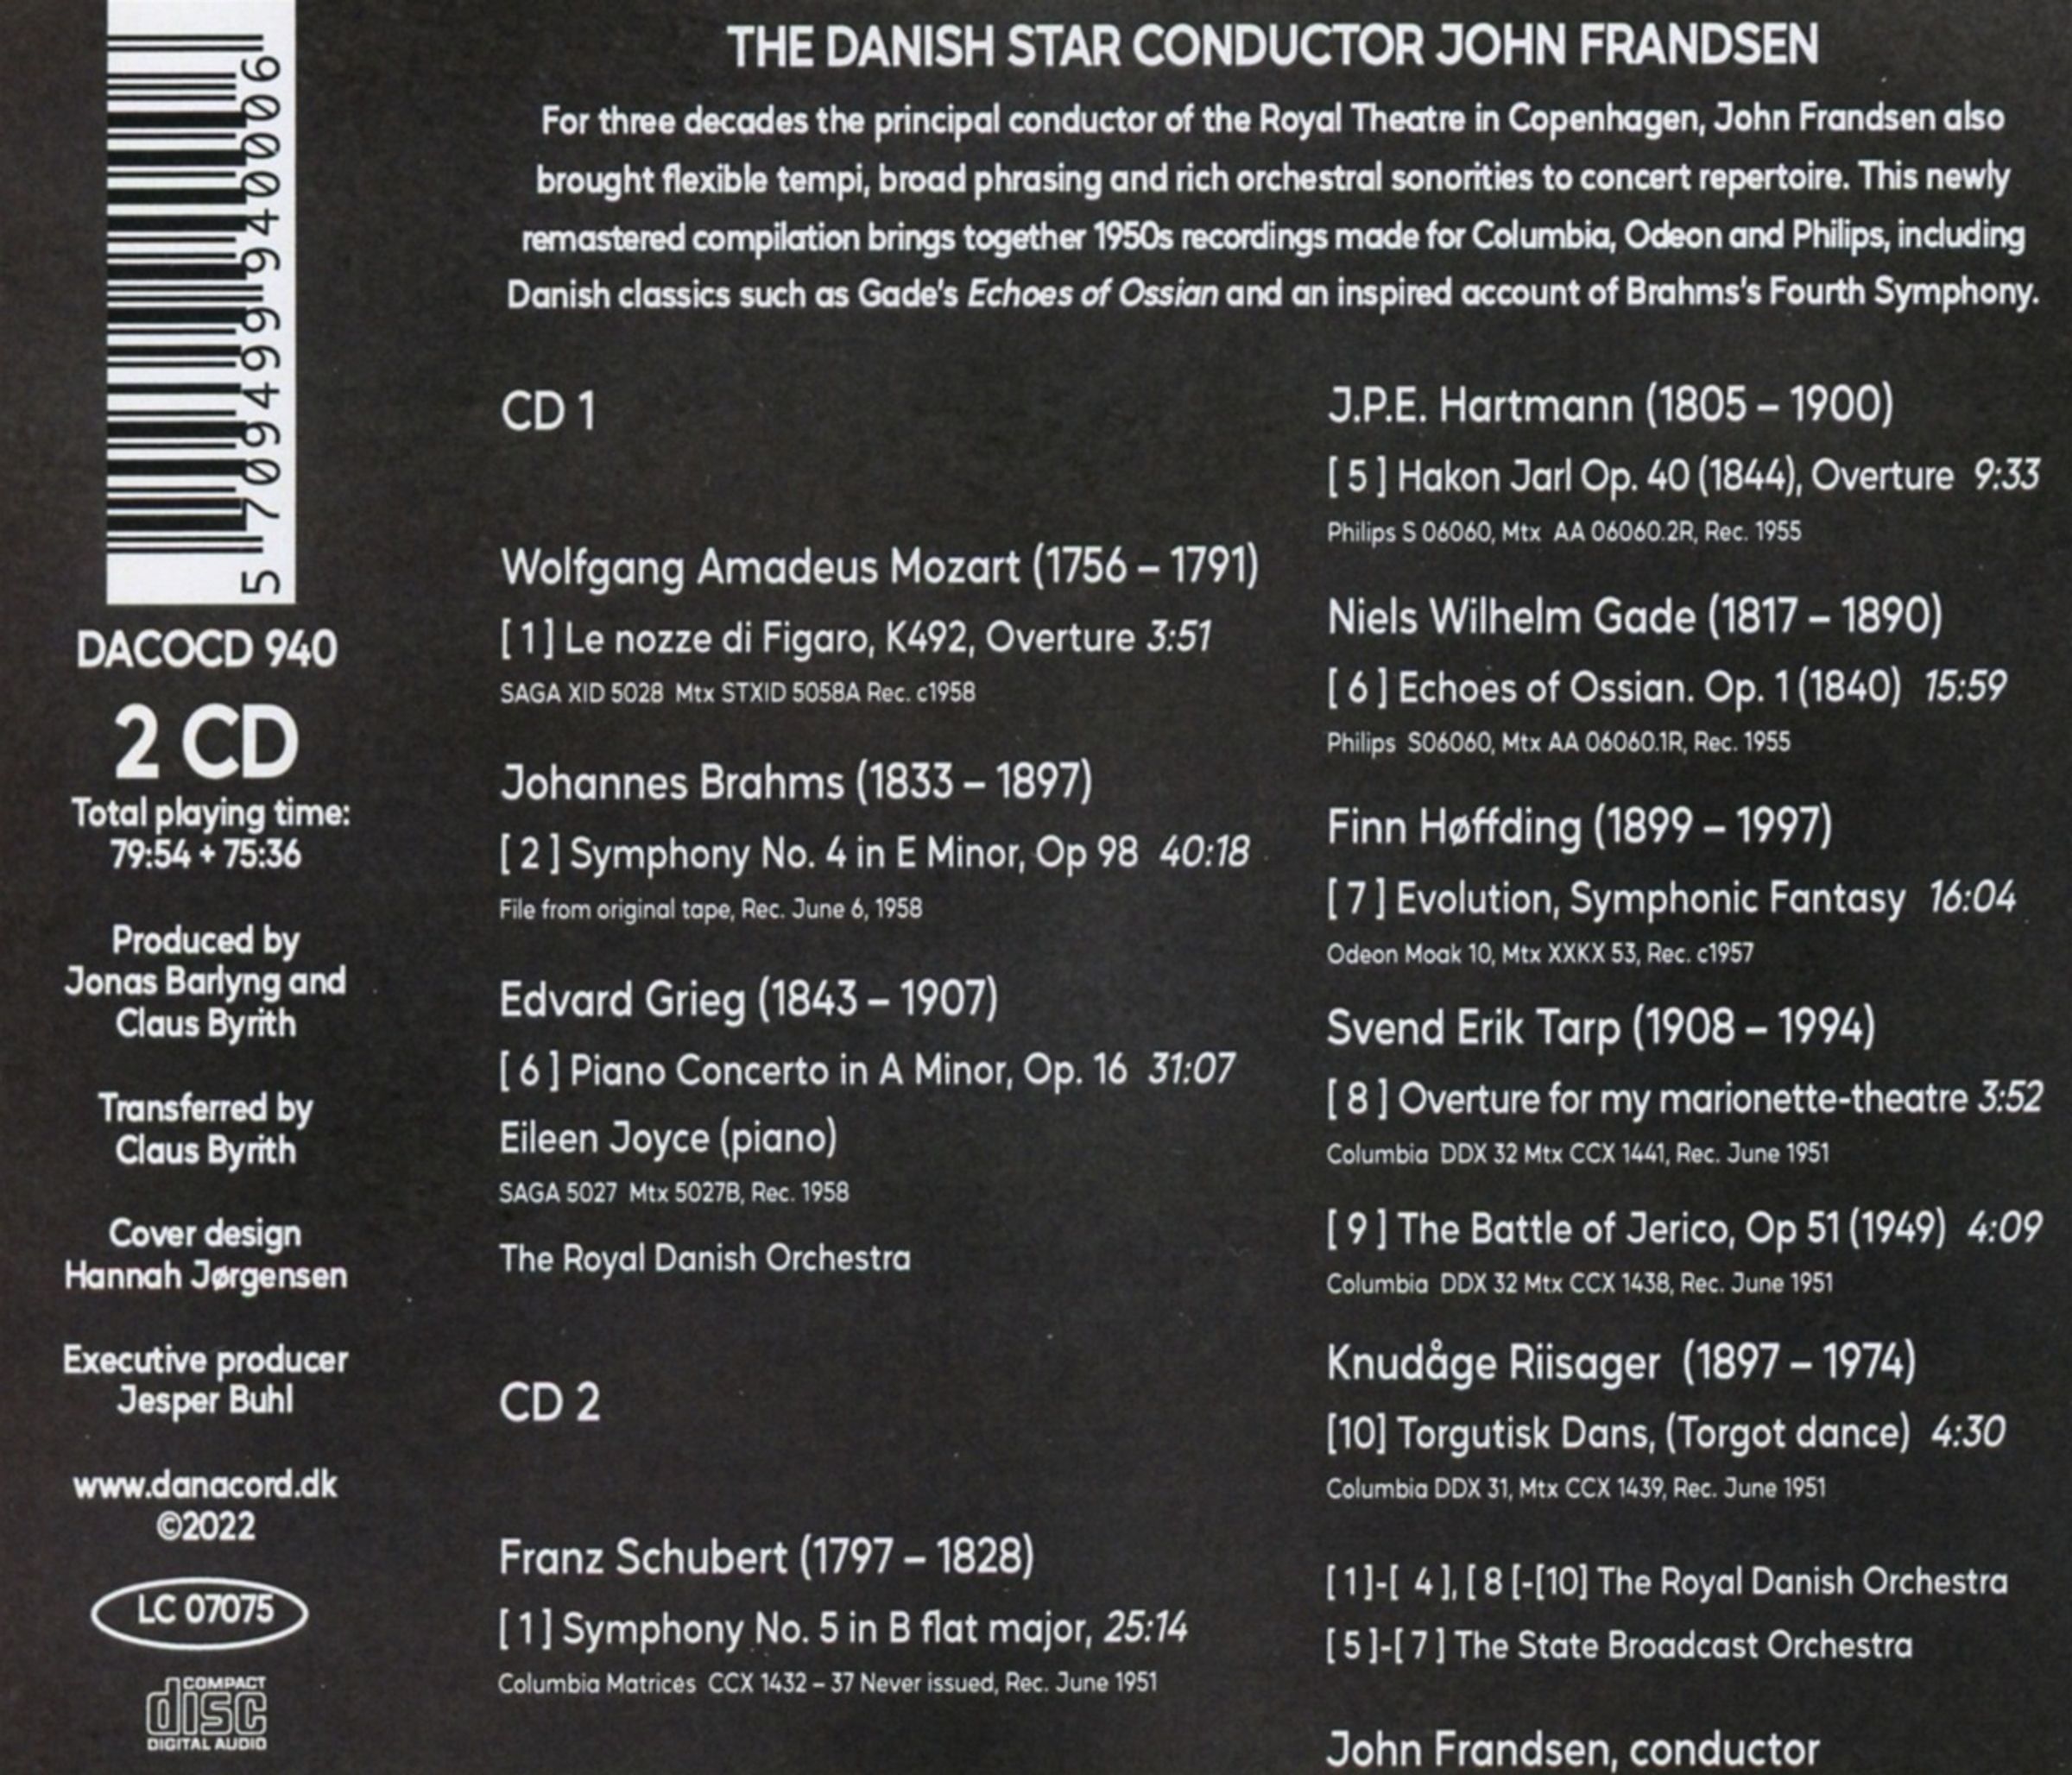 THE DANISH STAR CONDUCTOR JOHN FRANDSEN
For three decades the principal conductor of the Royal Theatre in Copenhagen, John Frandsen also
brought flexible tempi, broad phrasing and rich orchestral sonorities to concert repertoire. This newly
remastered compilation brings together 1950s recordings made for Columbia, Odeon and Philips, including
Danish classics such as Gade's Echoes of Ossian and an inspired account of Brahms's Fourth Symphony.
5 709499 940006
DACOCD 940
2 CD
Total playing time:
79:54 + 75:36
Produced by
Jonas Barlyng and
Claus Byrith
Transferred by
Claus Byrith
Cover design
Hannah Jørgensen
Executive producer
Jesper Buhl
www.danacord.dk
©2022
LC 07075
COMPACT
disc
DIGITAL AUDIO
CD 1
Wolfgang Amadeus Mozart (1756 – 1791)
[ 1 ] Le nozze di Figaro, K492, Overture 3:51
SAGA XID 5028 Mtx STXID 5058A Rec. c1958
Johannes Brahms (1833 – 1897)
[ 2 ] Symphony No. 4 in E Minor, Op 98 40:18
File from original tape, Rec. June 6, 1958
Edvard Grieg (1843 – 1907)
[ 6 ] Piano Concerto in A Minor, Op. 16 31:07
Eileen Joyce (piano)
SAGA 5027 Mtx 5027B, Rec. 1958
The Royal Danish Orchestra
CD 2
Franz Schubert (1797 – 1828)
[ 1 ] Symphony No. 5 in B flat major, 25:14
Columbia Matrices CCX 1432 – 37 Never issued, Rec. June 1951
J.P.E. Hartmann (1805 – 1900)
[ 5 ] Hakon Jarl Op. 40 (1844), Overture 9:33
Philips S 06060, Mtx AA 06060.2R, Rec. 1955
Niels Wilhelm Gade (1817 – 1890)
[ 6 ] Echoes of Ossian. Op. 1 (1840) 15:59
Philips S06060, Mtx AA 06060.1R, Rec. 1955
Finn Høffding (1899 – 1997)
[ 7 ] Evolution, Symphonic Fantasy 16:04
Odeon Moak 10, Mtx XXKX 53, Rec. c1957
Svend Erik Tarp (1908 – 1994)
[ 8 ] Overture for my marionette-theatre 3:52
Columbia DDX 32 Mtx CCX 1441, Rec. June 1951
[ 9 ] The Battle of Jerico, Op 51 (1949) 4:09
Columbia DDX 32 Mtx CCX 1438, Rec. June 1951
Knudåge Riisager (1897 – 1974)
[10] Torgutisk Dans, (Torgot dance) 4:30
Columbia DDX 31, Mtx CCX 1439, Rec. June 1951
[ 1 ]-[ 4 ], [ 8 [-[10] The Royal Danish Orchestra
[ 5 ]-[ 7 ] The State Broadcast Orchestra
John Frandsen, conductor